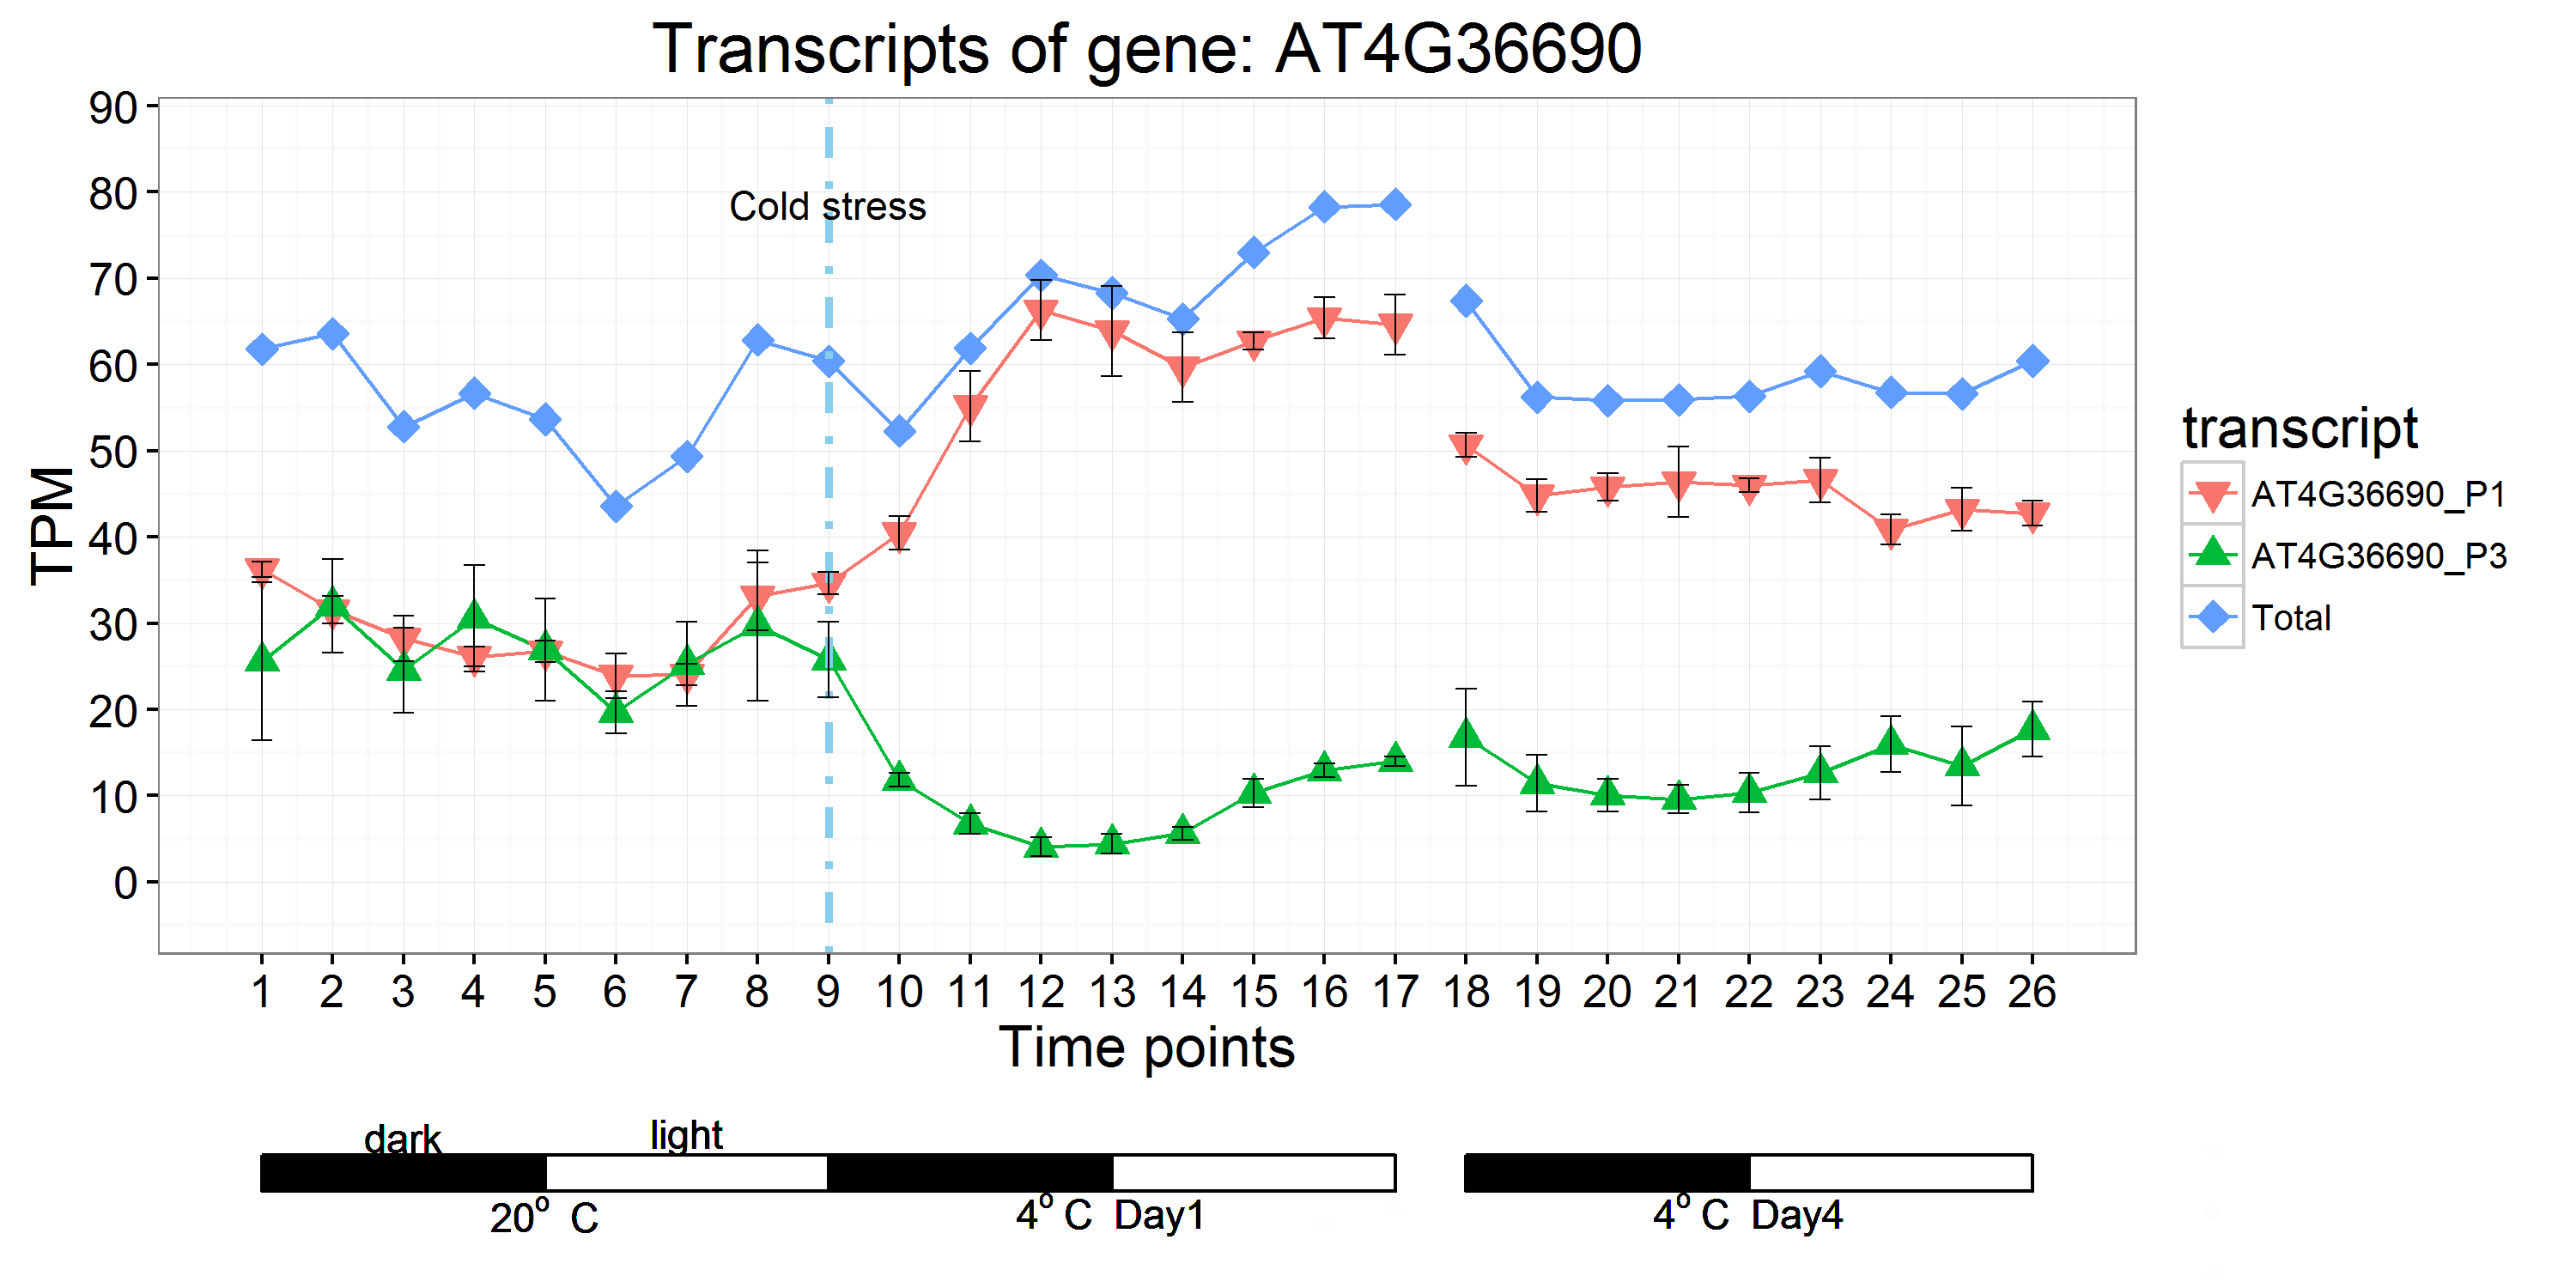 Transcripts of gene: AT4G36690
90
80
70
60
50
40
30
20
10
0
TPM
Cold stress
1 2 3 4 5 6 7 8 9 10 11 12 13 14 15 16 17 18 19 20 21 22 23 24 25 26
Time points
transcript
AT4G36690_P1
AT4G36690_P3
Total
dark light
20° C 4° C Day1 4° C Day4